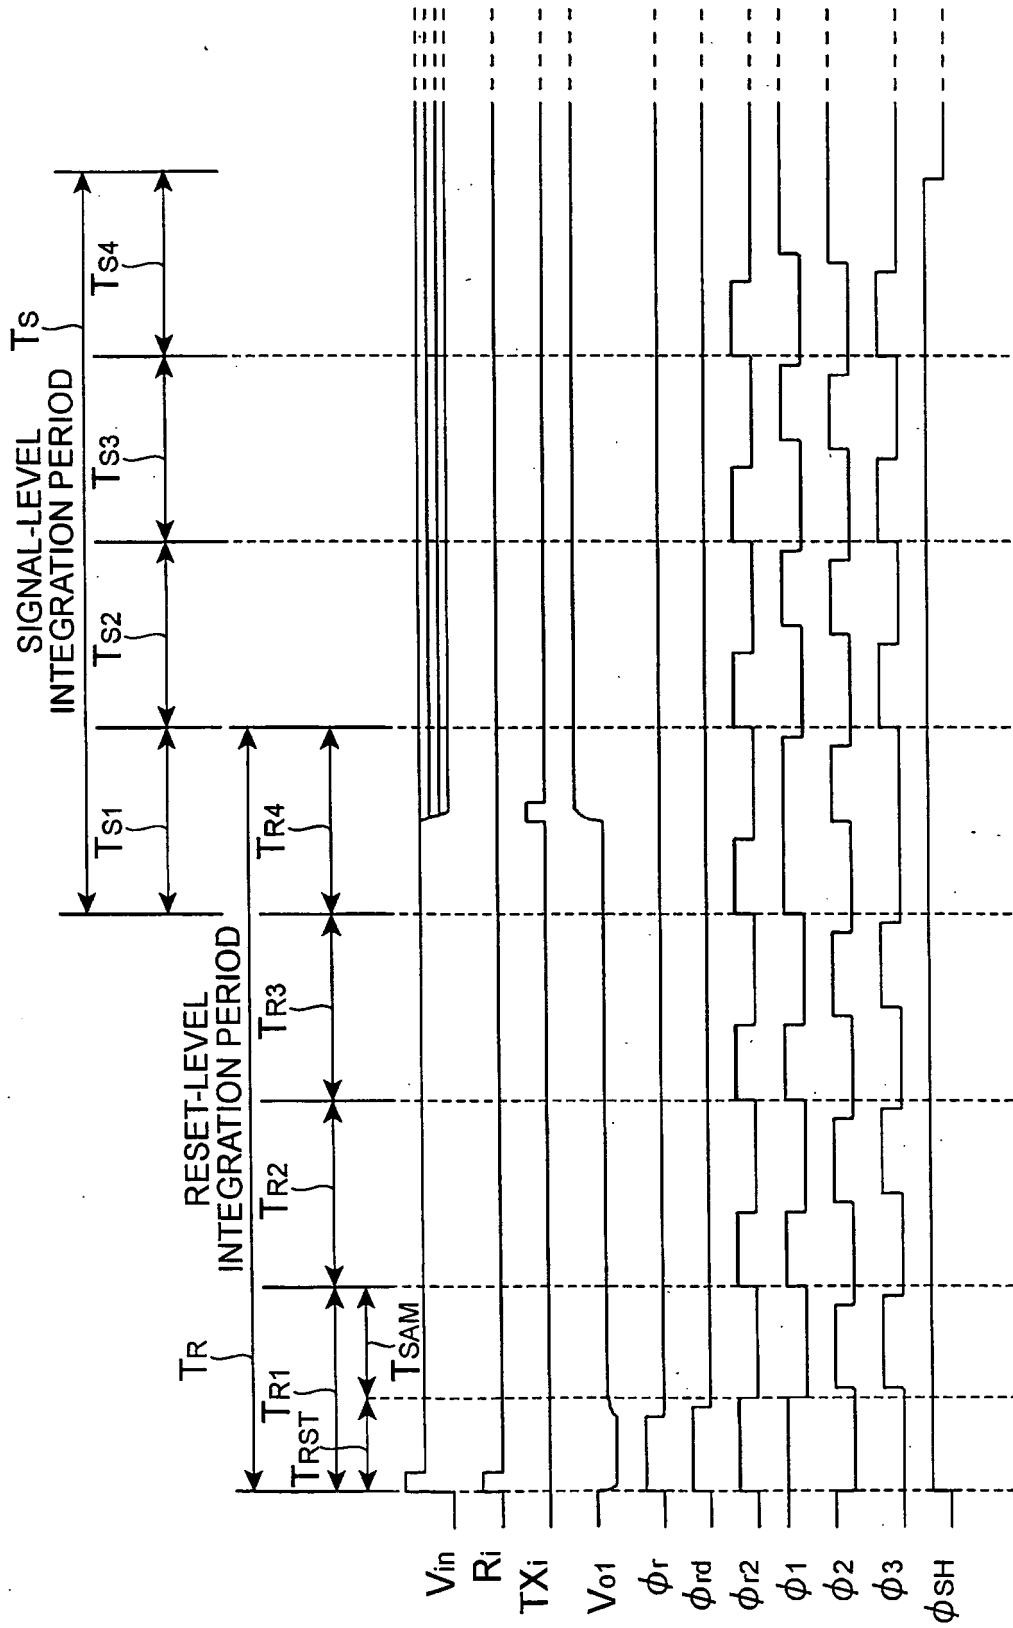 SIGNAL-LEVEL
INTEGRATION PERIOD
TS
TS1
TS2
TS3
TS4
RESET-LEVEL
INTEGRATION PERIOD
TR
TR1
TR2
TR3
TR4
TRST
TSAM
Vin
Ri
TXi
Vo1
ϕr
ϕrd
ϕr2
ϕ1
ϕ2
ϕ3
ϕSH